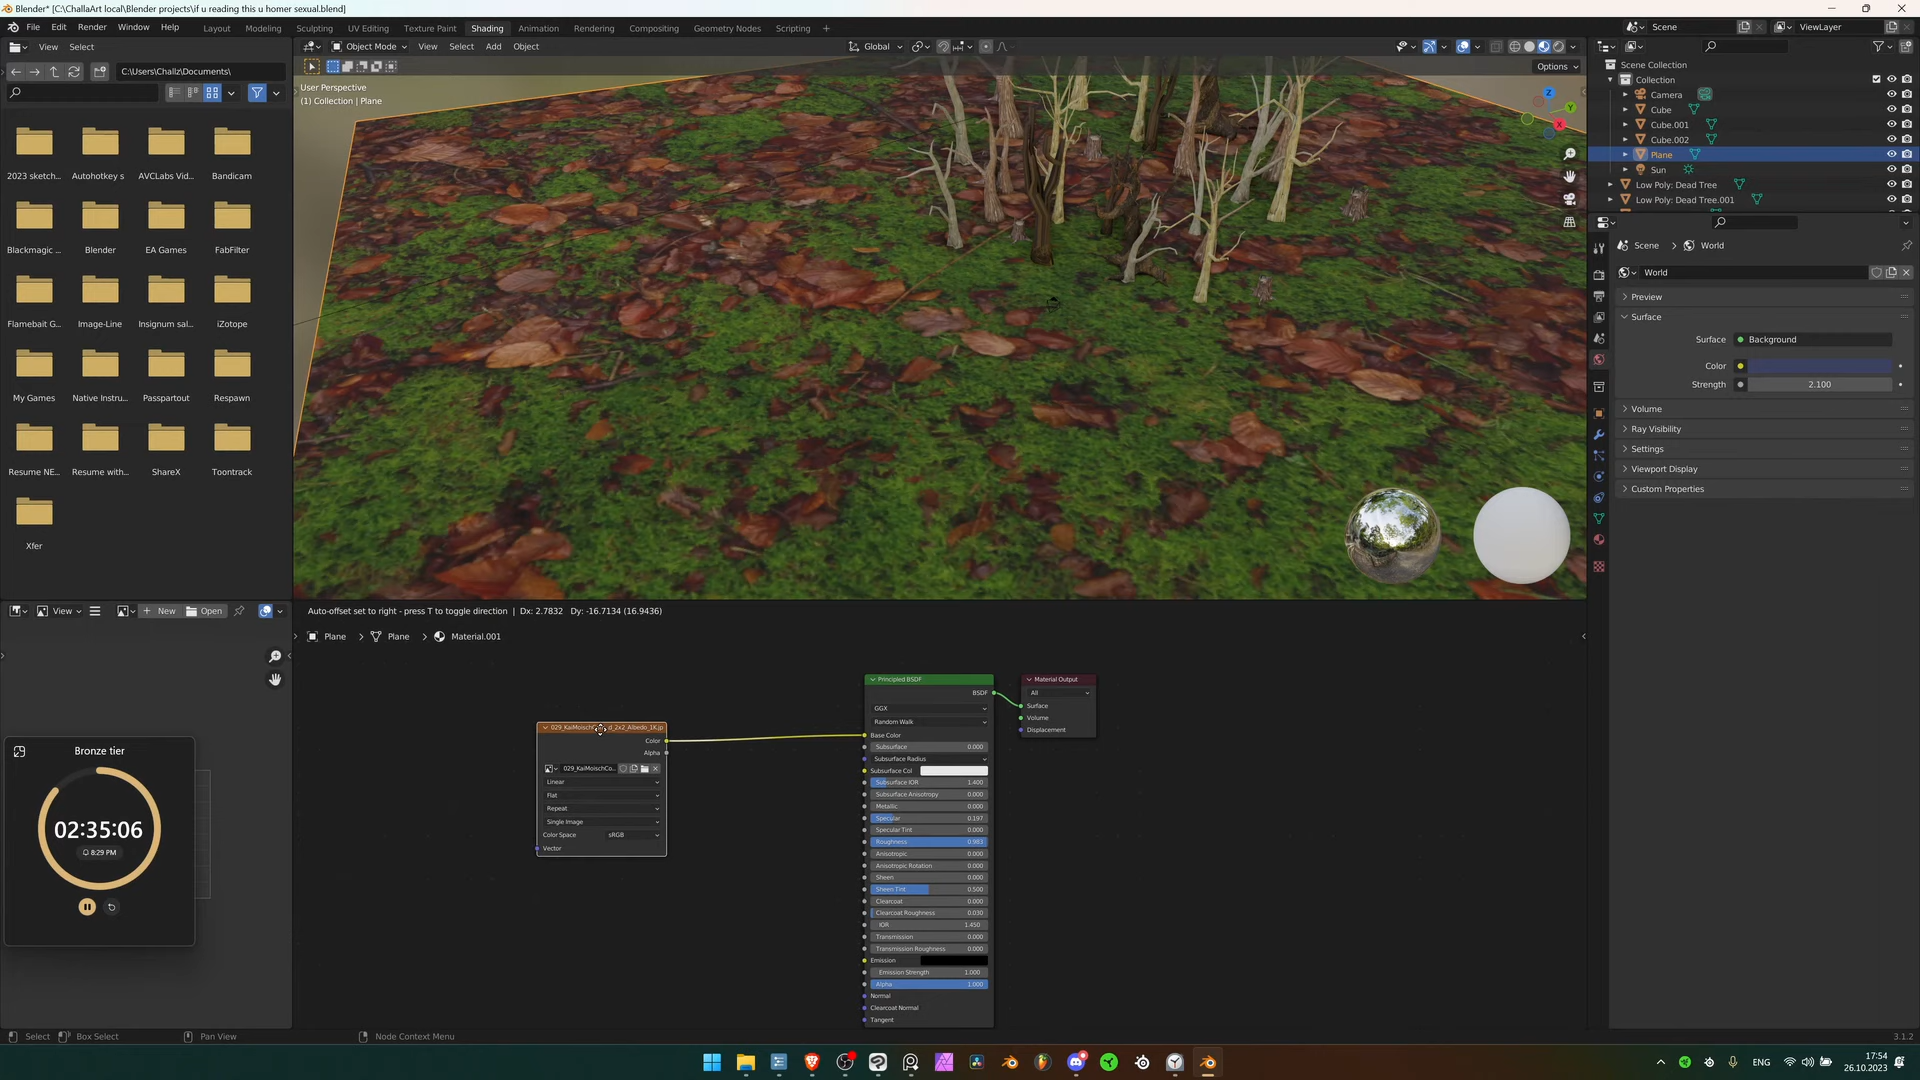 Blender* [C:\ChallaArt local\Blender projects\if u reading this u homer sexual.blend]
File Edit Render Window Help Layout Modeling Sculpting UV Editing Texture Paint Shading Animation Rendering Compositing Geometry Nodes Scripting + Scene ViewLayer
View Select Object Mode View Select Add Object Global
C:\Users\Challz\Documents\
Options
User Perspective
(1) Collection | Plane
2023 sketch... Autohotkey s AVCLabs Vid... Bandicam
Blackmagic ... Blender EA Games FabFilter
Flamebait G... Image-Line Insignum sal... iZotope
My Games Native Instru... Passpartout Respawn
Resume NE... Resume with... ShareX Toontrack
Xfer
Z
Y
X
Scene Collection
Collection
Camera
Cube
Cube.001
Cube.002
Plane
Sun
Low Poly: Dead Tree
Low Poly: Dead Tree.001
Scene > World
World
Preview
Surface
Surface Background
Color
Strength 2.100
Volume
Ray Visibility
Settings
Viewport Display
Custom Properties
View New Open
Auto-offset set to right - press T to toggle direction | Dx: 2.7832 Dy: -16.7134 (16.9436)
Plane > Plane > Material.001
Bronze tier
02:35:06
8:29 PM
Color
Alpha
029_KaiMoischCo...
Linear
Flat
Repeat
Single Image
Color Space sRGB
Vector
Principled BSDF
BSDF
GGX
Random Walk
Base Color
Subsurface 0.000
Subsurface Radius
Subsurface Col
Subsurface IOR 1.400
Subsurface Anisotropy 0.000
Metallic 0.000
Specular 0.197
Specular Tint 0.000
Roughness 0.983
Anisotropic 0.000
Anisotropic Rotation 0.000
Sheen 0.000
Sheen Tint 0.500
Clearcoat 0.000
Clearcoat Roughness 0.030
IOR 1.450
Transmission 0.000
Transmission Roughness 0.000
Emission
Emission Strength 1.000
Alpha 1.000
Normal
Clearcoat Normal
Tangent
Material Output
All
Surface
Volume
Displacement
Select Box Select Pan View Node Context Menu 3.1.2
ENG
17:54
26.10.2023